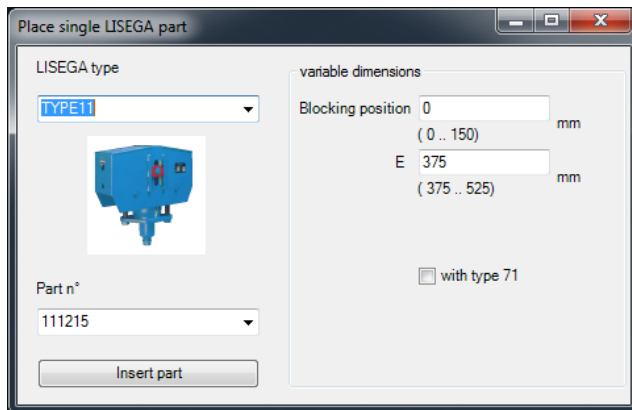 Place single LISEGA part
LISEGA type
TYPE11
Part n°
111215
Insert part
variable dimensions
Blocking position 0 mm
( 0 .. 150)
E 375 mm
( 375 .. 525)
with type 71